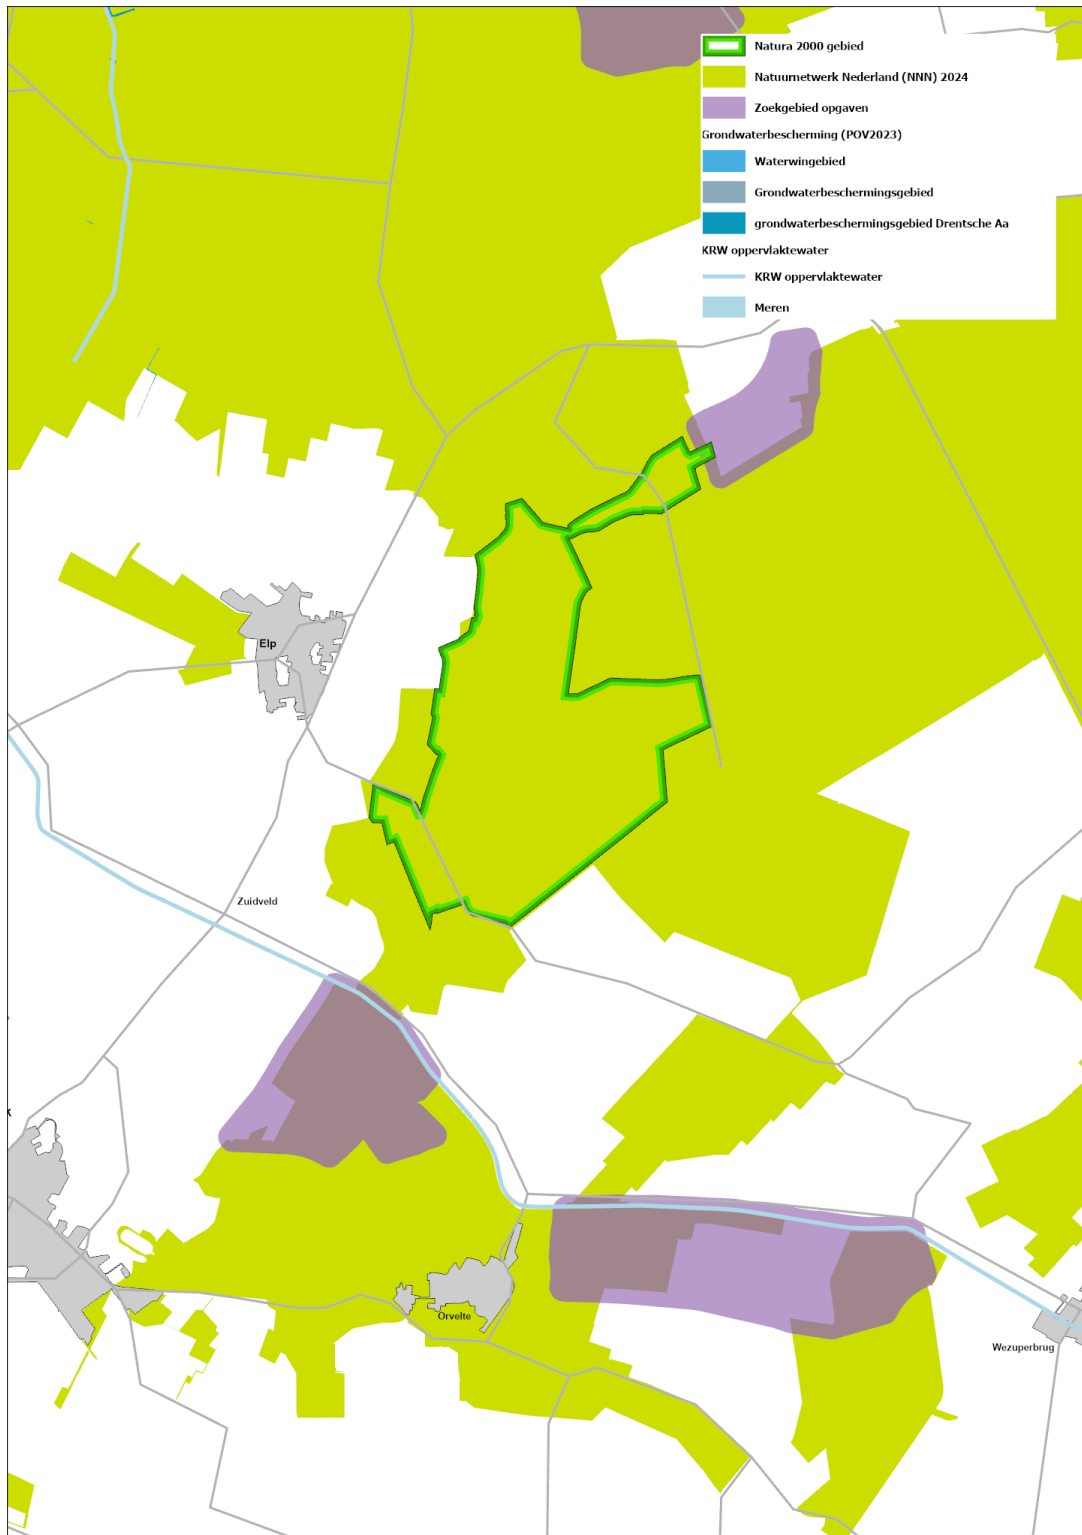 Natura 2000 gebied
Natuurnetwerk Nederland (NNN) 2024
Zoekgebied opgaven
Grondwaterbescherming (POV2023)
Waterwingebied
Grondwaterbeschermingsgebied
grondwaterbeschermingsgebied Drentsche Aa
KRW oppervlaktewater
KRW oppervlaktewater
Meren
Elp
Zuidveld
k
Orvelte
Wezuperbrug